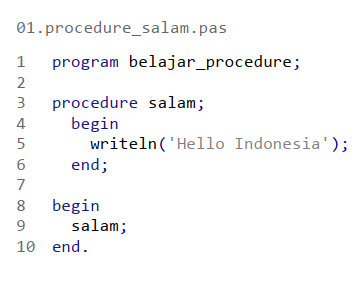 01.procedure_salam.pas
1 program belajar_procedure;
2
3 procedure salam;
4 begin
5 writeln('Hello Indonesia');
6 end;
7
8 begin
9 salam;
10 end.